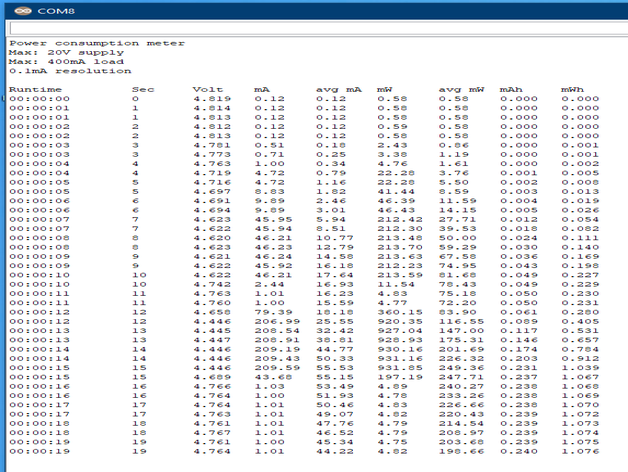 COM8
Power consumption meter
Max: 20V supply
Max: 400mA load
0.1mA resolution
Runtime Sec Volt mA avg mA mW avg mW mAh mWh
00:00:00 0 4.819 0.12 0.12 0.58 0.58 0.000 0.000
00:00:01 1 4.814 0.12 0.12 0.58 0.58 0.000 0.000
00:00:01 1 4.813 0.12 0.12 0.58 0.58 0.000 0.000
00:00:02 2 4.812 0.12 0.12 0.59 0.58 0.000 0.000
00:00:02 2 4.813 0.12 0.12 0.58 0.58 0.000 0.000
00:00:03 3 4.781 0.51 0.18 2.43 0.86 0.000 0.001
00:00:03 3 4.773 0.71 0.25 3.38 1.19 0.000 0.001
00:00:04 4 4.763 1.00 0.34 4.76 1.61 0.000 0.002
00:00:04 4 4.719 4.72 0.79 22.28 3.76 0.001 0.005
00:00:05 5 4.716 4.72 1.16 22.28 5.50 0.002 0.008
00:00:05 5 4.697 8.83 1.82 41.44 8.59 0.003 0.013
00:00:06 6 4.691 9.89 2.46 46.39 11.59 0.004 0.019
00:00:06 6 4.694 9.89 3.01 46.43 14.15 0.005 0.026
00:00:07 7 4.623 45.95 5.94 212.42 27.71 0.012 0.054
00:00:07 7 4.622 45.94 8.51 212.30 39.53 0.018 0.082
00:00:08 8 4.620 46.21 10.77 213.48 50.00 0.024 0.111
00:00:08 8 4.623 46.23 12.79 213.70 59.29 0.030 0.140
00:00:09 9 4.621 46.24 14.58 213.63 67.58 0.036 0.169
00:00:09 9 4.622 45.92 16.18 212.23 74.95 0.043 0.198
00:00:10 10 4.622 46.21 17.64 213.59 81.68 0.049 0.227
00:00:10 10 4.742 2.44 16.93 11.54 78.43 0.049 0.229
00:00:11 11 4.763 1.01 16.23 4.83 75.18 0.050 0.230
00:00:11 11 4.760 1.00 15.59 4.77 72.20 0.050 0.231
00:00:12 12 4.658 79.39 18.18 360.15 83.90 0.061 0.280
00:00:12 12 4.446 206.99 25.55 920.35 116.55 0.089 0.405
00:00:13 13 4.445 208.54 32.42 927.04 147.00 0.117 0.531
00:00:13 13 4.447 208.91 38.81 928.93 175.31 0.146 0.657
00:00:14 14 4.446 209.19 44.77 930.16 201.69 0.174 0.784
00:00:14 14 4.446 209.43 50.33 931.16 226.32 0.203 0.912
00:00:15 15 4.446 209.59 55.53 931.85 249.36 0.231 1.039
00:00:15 15 4.689 43.68 55.15 197.19 247.71 0.237 1.067
00:00:16 16 4.766 1.03 53.49 4.89 240.27 0.238 1.068
00:00:16 16 4.764 1.00 51.93 4.78 233.26 0.238 1.069
00:00:17 17 4.764 1.01 50.46 4.83 226.66 0.238 1.070
00:00:17 17 4.763 1.01 49.07 4.82 220.43 0.239 1.072
00:00:18 18 4.761 1.01 47.76 4.79 214.54 0.239 1.073
00:00:18 18 4.767 1.01 46.52 4.79 208.97 0.239 1.074
00:00:19 19 4.761 1.00 45.34 4.75 203.68 0.239 1.075
00:00:19 19 4.764 1.01 44.22 4.82 198.66 0.240 1.076